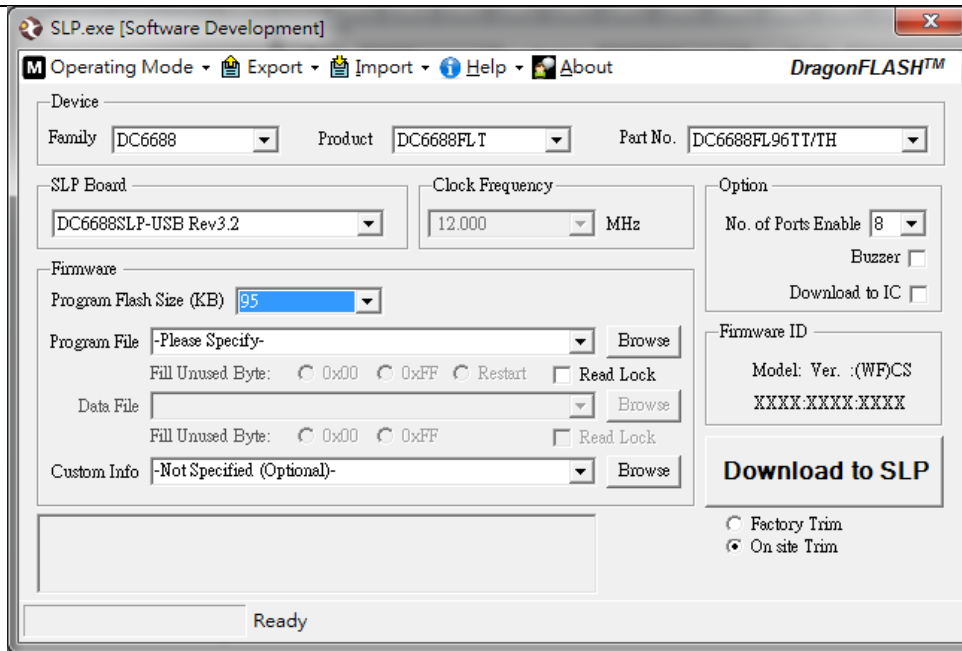 SLP.exe [Software Development]
M Operating Mode Export Import Help About DragonFLASH™
Device
Family DC6688 Product DC6688FLT Part No. DC6688FL96TT/TH
SLP Board
DC6688SLP-USB Rev3.2
Clock Frequency
12.000 MHz
Option
No. of Ports Enable 8
Buzzer
Download to IC
Firmware
Program Flash Size (KB) 95
Program File -Please Specify- Browse
Fill Unused Byte: 0x00 0xFF Restart Read Lock
Data File Browse
Fill Unused Byte: 0x00 0xFF Read Lock
Custom Info -Not Specified (Optional)- Browse
Firmware ID
Model: Ver. :(WF)CS
XXXX:XXXX:XXXX
Download to SLP
Factory Trim
On site Trim
Ready